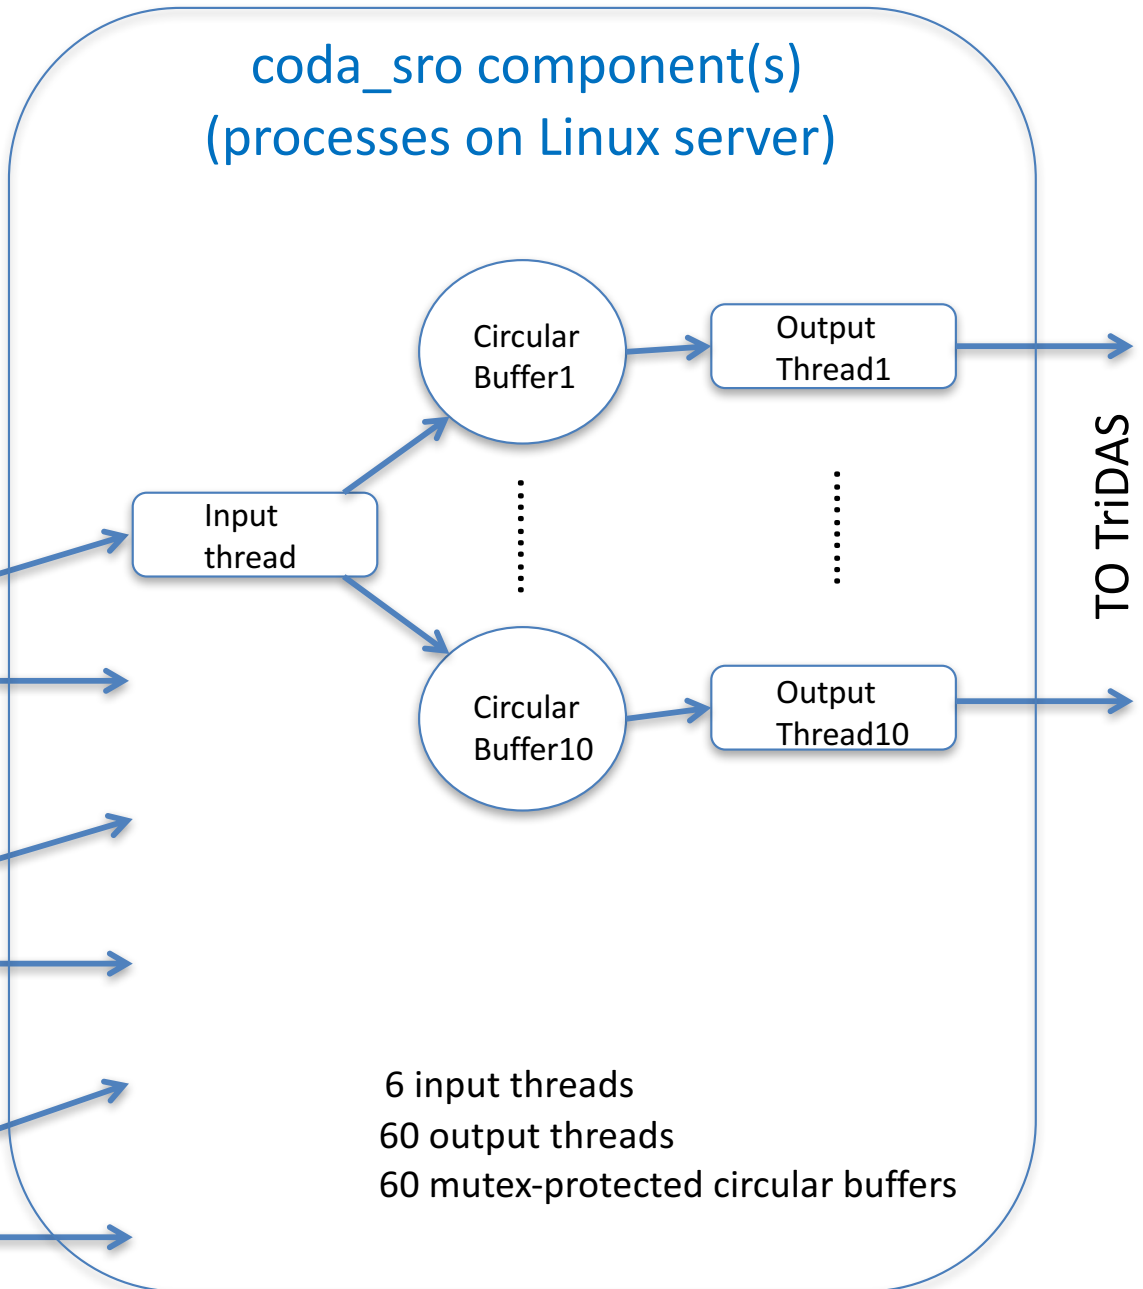 coda_sro component(s)
(processes on Linux server)
Circular
Buffer1
Output
Thread1
Input
thread
TO TriDAS
Circular
Buffer10
Output
Thread10
6 input threads
60 output threads
60 mutex-protected circular buffers